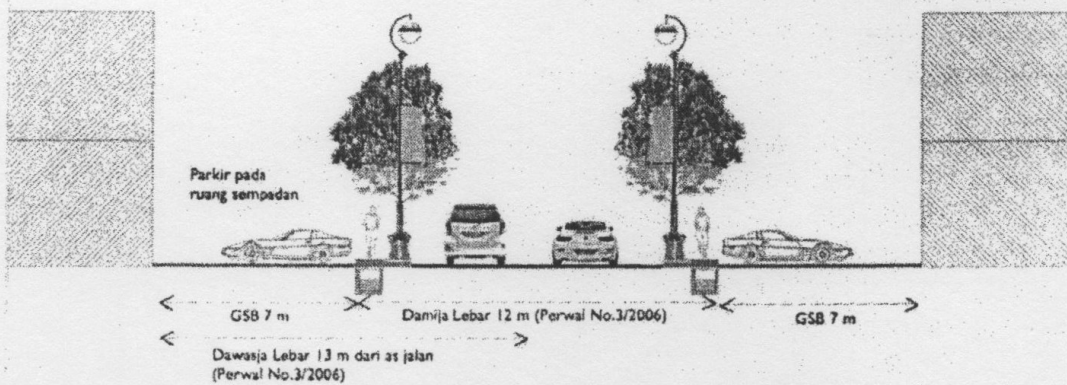 Parkir pada
ruang sempadan
GSB 7 m
Damija Lebar 12 m (Perwal No.3/2006)
GSB 7 m
Dawasja Lebar 13 m dari as jalan
(Perwal No.3/2006)